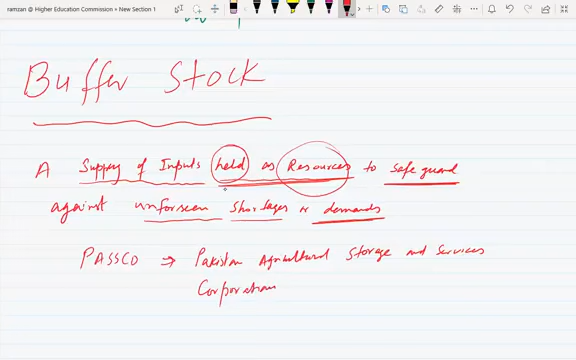 ramzan @ Higher Education Commission » New Section 1
Buffer Stock
A Supply of Inputs held as Resources to safe guard
against unforseen shortages or demands
PASSCO ⇒ Pakistan Agricultural Storage and Services
Corporation